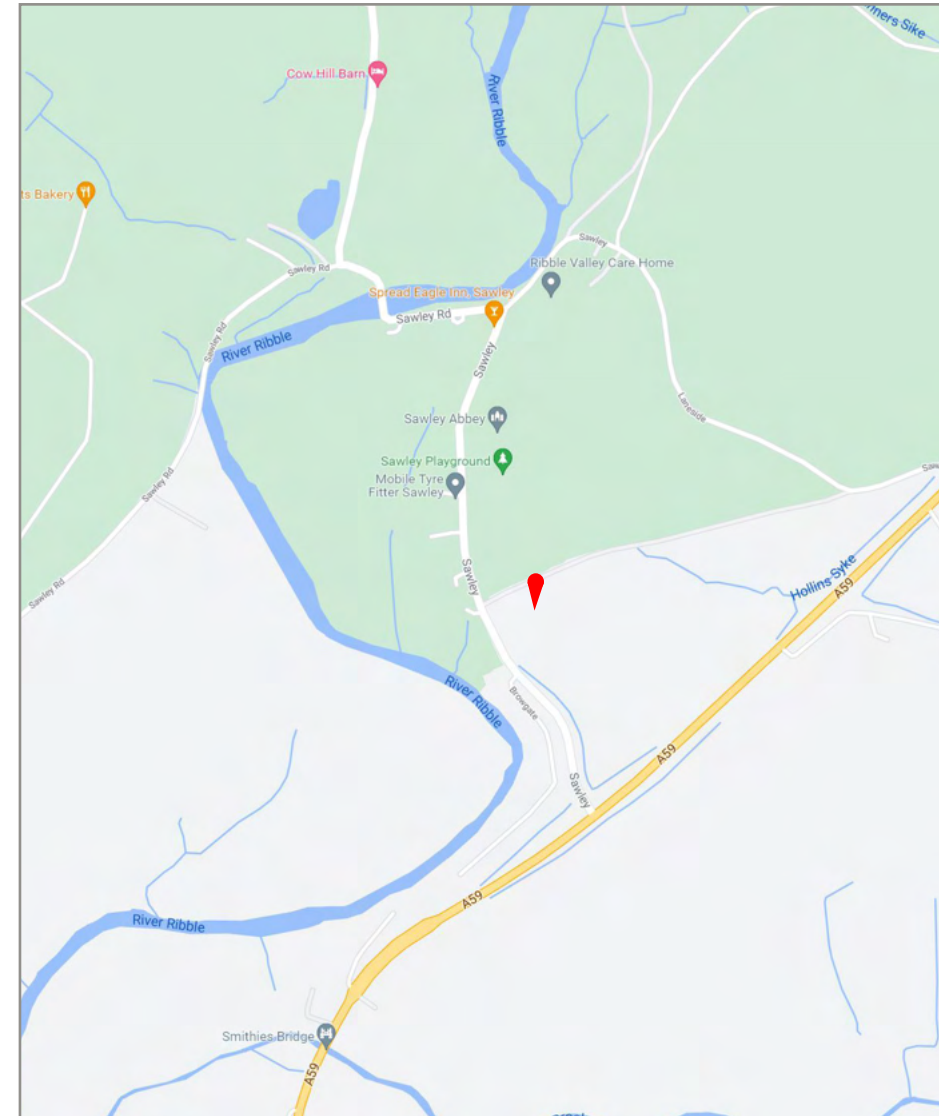 Cow Hill Barn
River Ribble
ts Bakery
Sawley
Sawley Rd
Ribble Valley Care Home
Spread Eagle Inn, Sawley
Sawley Rd
Sawley Rd
River Ribble
Sawley
Laneside
Sawley Abbey
Sawley Playground
Mobile Tyre
Fitter Sawley
Sawley Rd
Sawley
Hollins Syke
A59
Sawley Rd
River Ribble
Browgate
A59
Sawley
A59
River Ribble
Smithies Bridge
A59